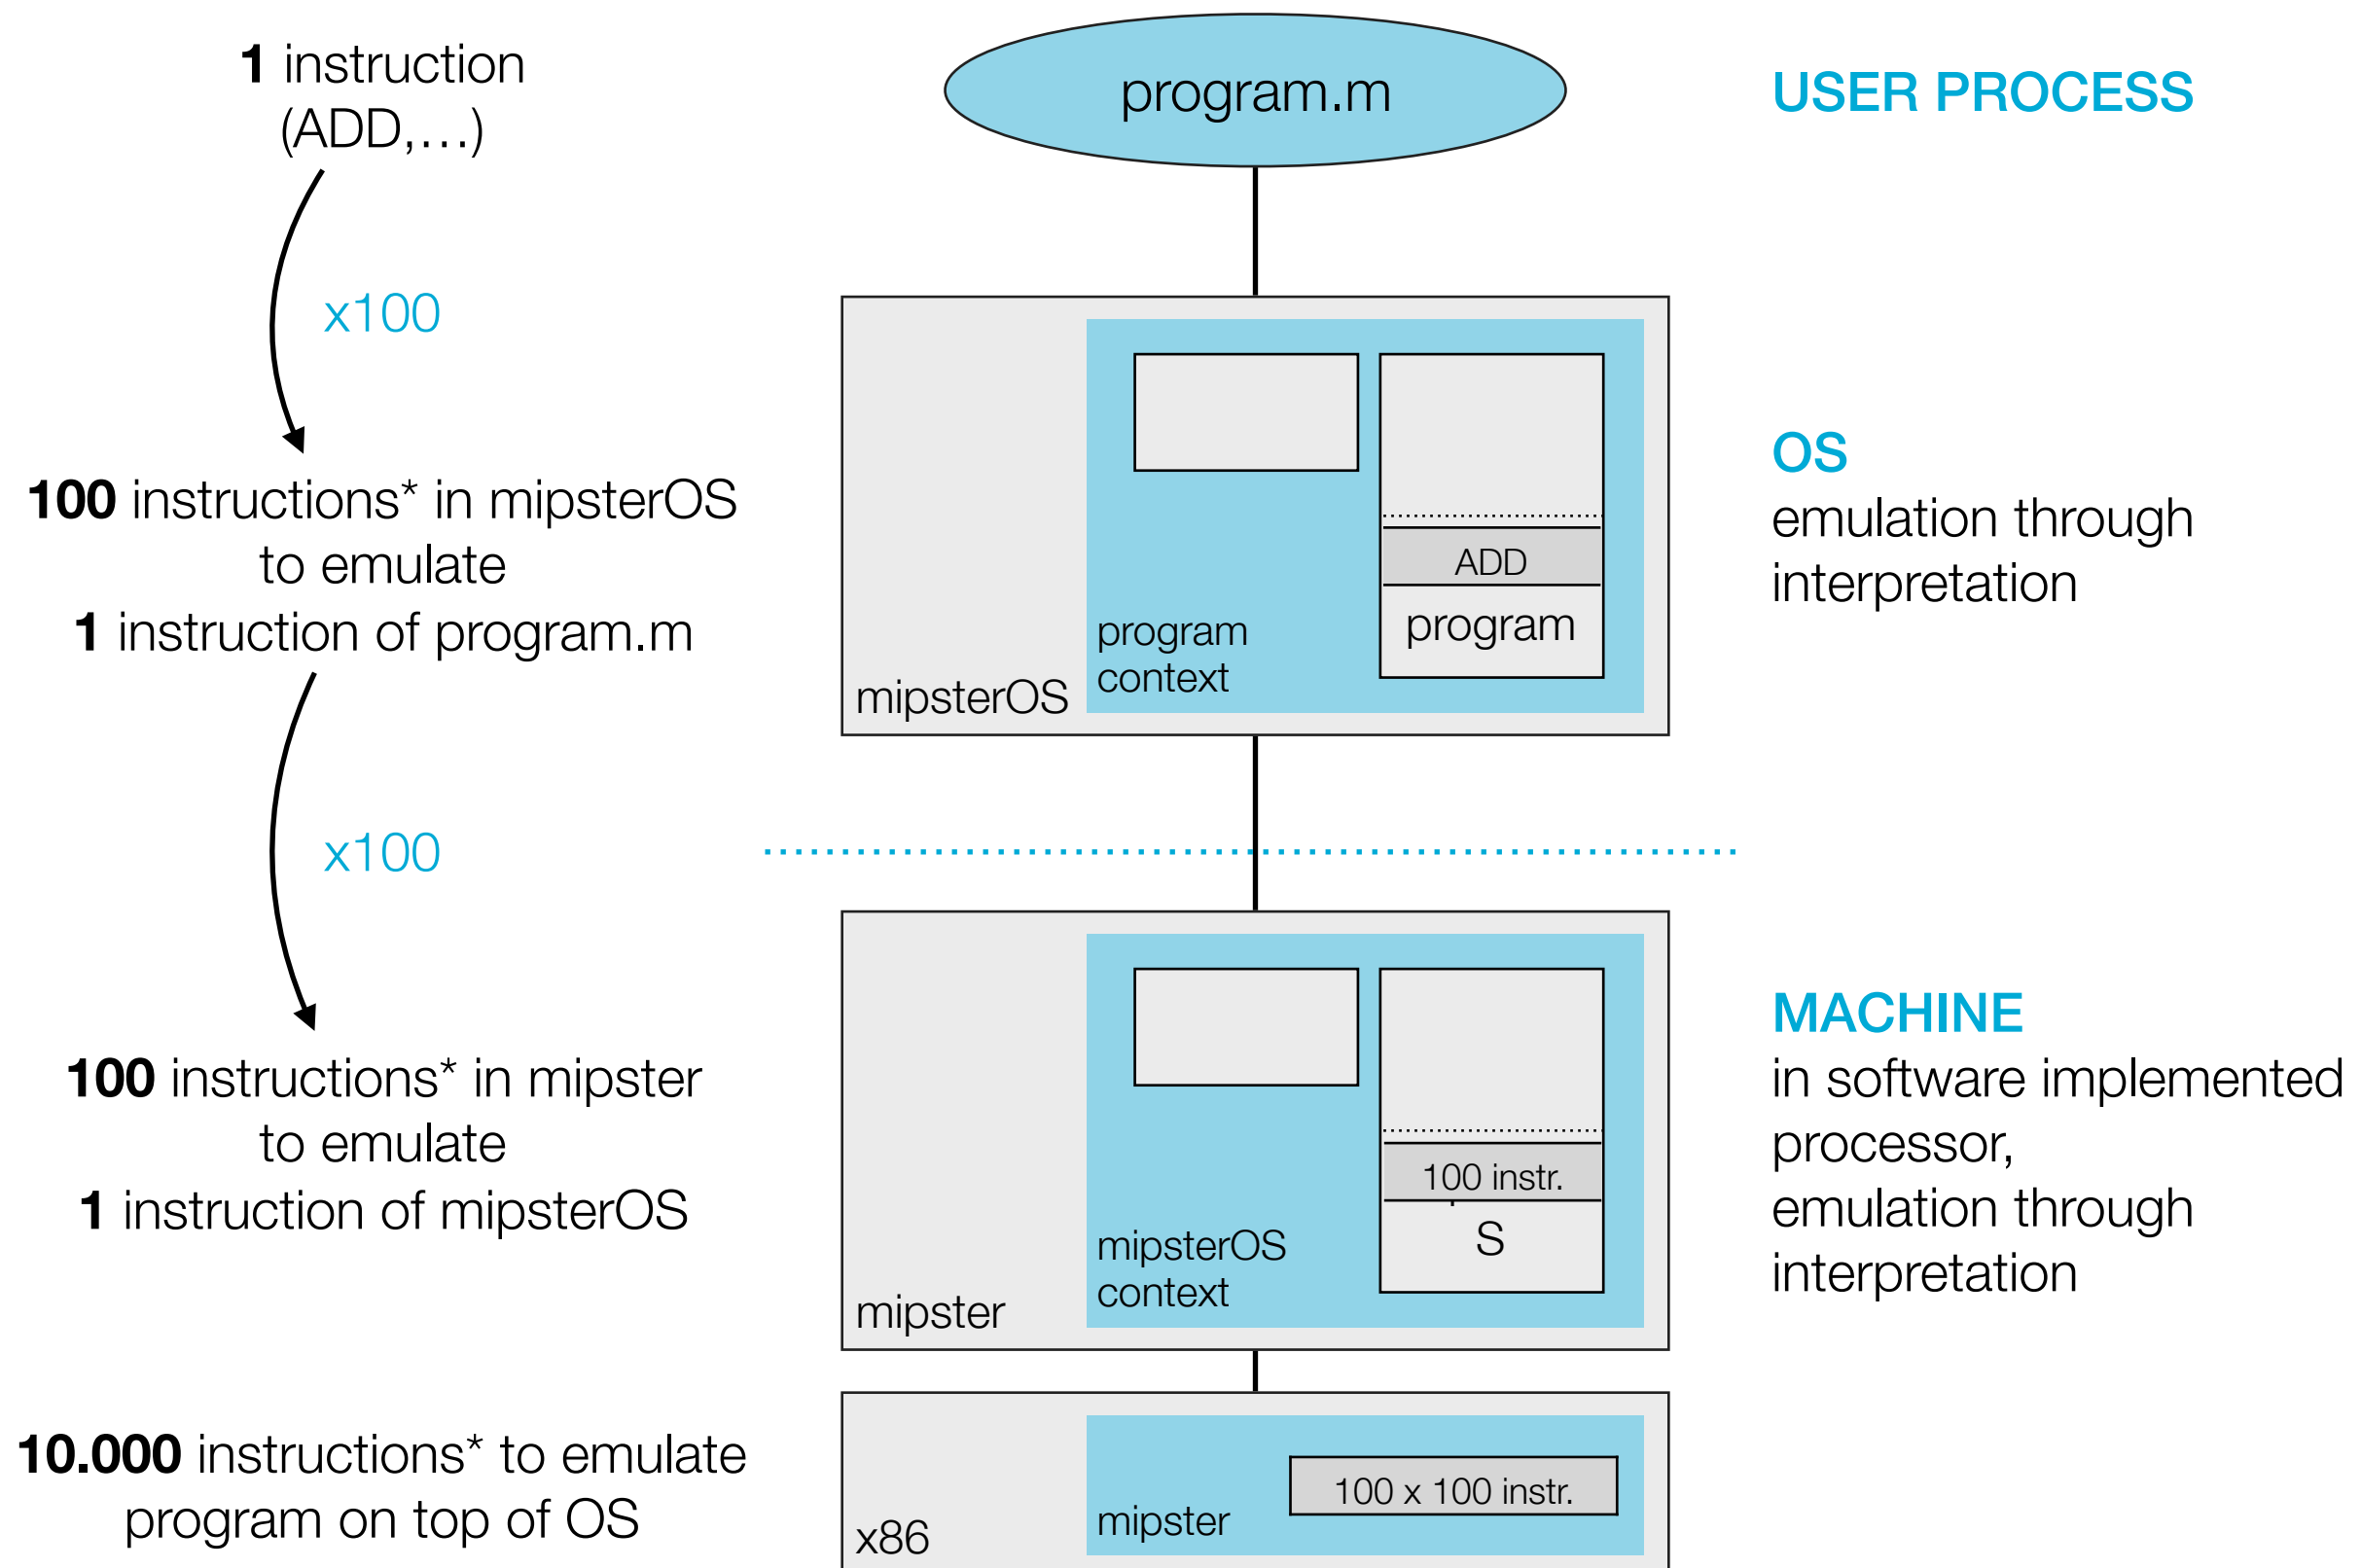 1 instruction
(ADD,...)
x100
100 instructions* in mipsterOS
to emulate
1 instruction of program.m
x100
100 instructions* in mipster
to emulate
1 instruction of mipsterOS
10.000 instructions* to emulate
program on top of OS
program.m
ADD
program
program
context
mipsterOS
100 instr.
S
mipsterOS
context
mipster
100 x 100 instr.
mipster
x86
USER PROCESS
OS
emulation through
interpretation
MACHINE
in software implemented
processor,
emulation through
interpretation